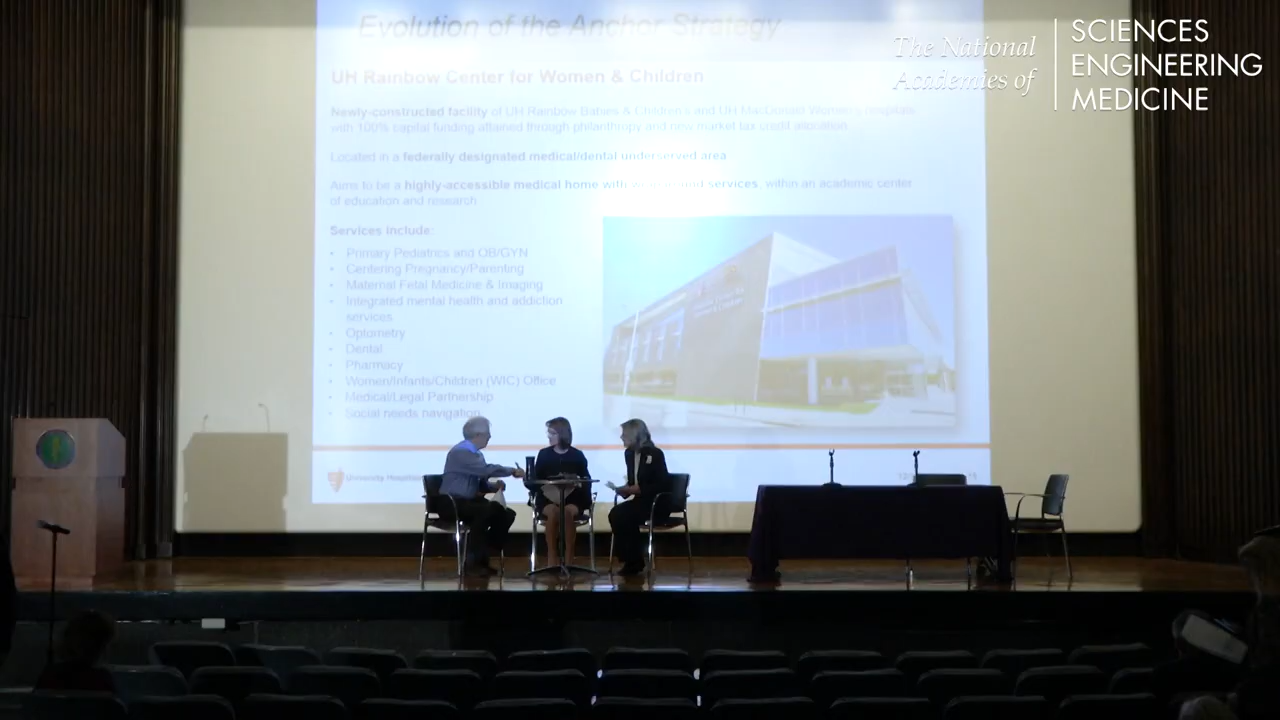 Evolution of the Anchor Strategy
The National
Academies of
SCIENCES
ENGINEERING
MEDICINE
UH Rainbow Center for Women & Children
Newly-constructed facility of UH Rainbow Babies & Children's and UH MacDonald Women's hospitals
with 100% capital funding attained through philanthropy and new market tax credit allocation
Located in a federally designated medical/dental underserved area
Aims to be a highly-accessible medical home with services, within an academic center
of education and research
Services include:
• Primary Pediatrics and OB/GYN
• Centering Pregnancy/Parenting
• Maternal Fetal Medicine & Imaging
• Integrated mental health and addiction
services
• Optometry
• Dental
• Pharmacy
• Women/Infants/Children (WIC) Office
• Medical/Legal Partnership
• Social needs navigation
University Hospitals